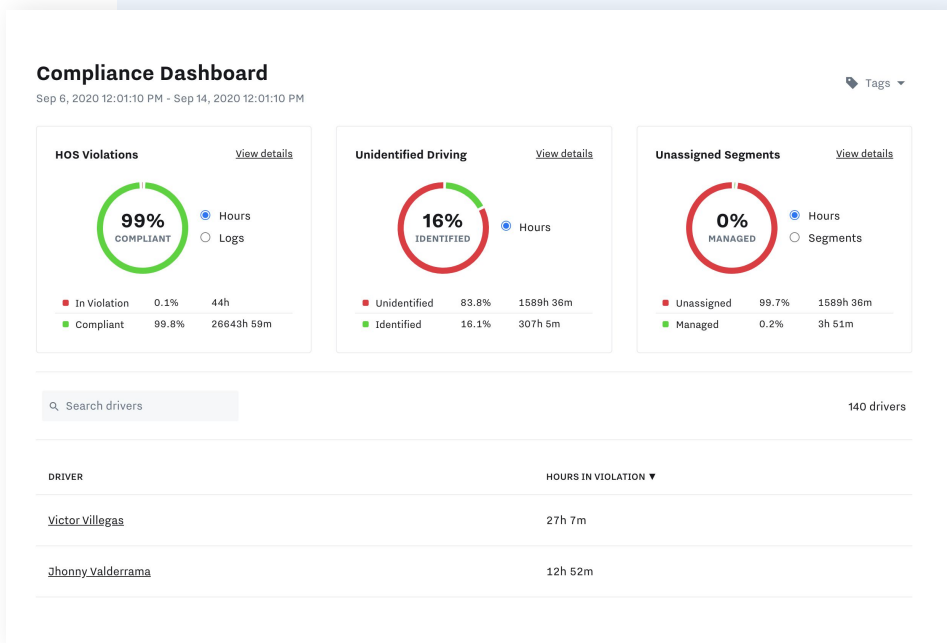 Compliance Dashboard
Sep 6, 2020 12:01:10 PM - Sep 14, 2020 12:01:10 PM
Tags
HOS Violations View details
99%
COMPLIANT
Hours
Logs
In Violation 0.1% 44h
Compliant 99.8% 26643h 59m
Unidentified Driving View details
16%
IDENTIFIED
Hours
Unidentified 83.8% 1589h 36m
Identified 16.1% 307h 5m
Unassigned Segments View details
0%
MANAGED
Hours
Segments
Unassigned 99.7% 1589h 36m
Managed 0.2% 3h 51m
Search drivers
140 drivers
DRIVER HOURS IN VIOLATION ▼
Victor Villegas 27h 7m
Jhonny Valderrama 12h 52m